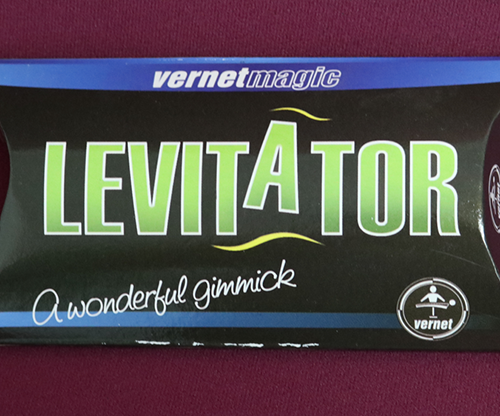 vernetmagic
LEVITATOR
A wonderful gimmick
vernet